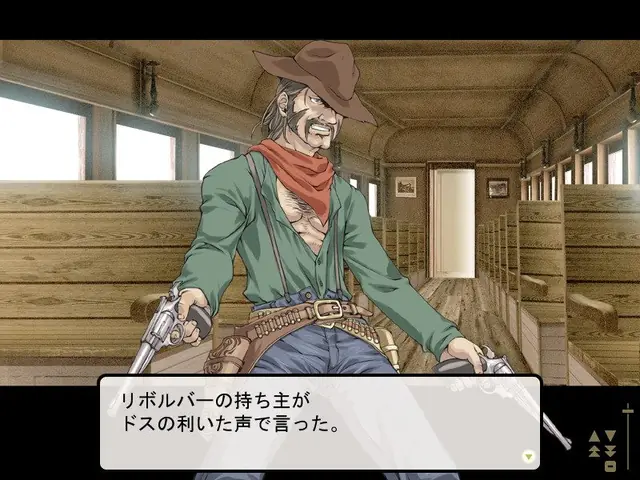 リボルバーの持ち主が
ドスの利いた声で言った。